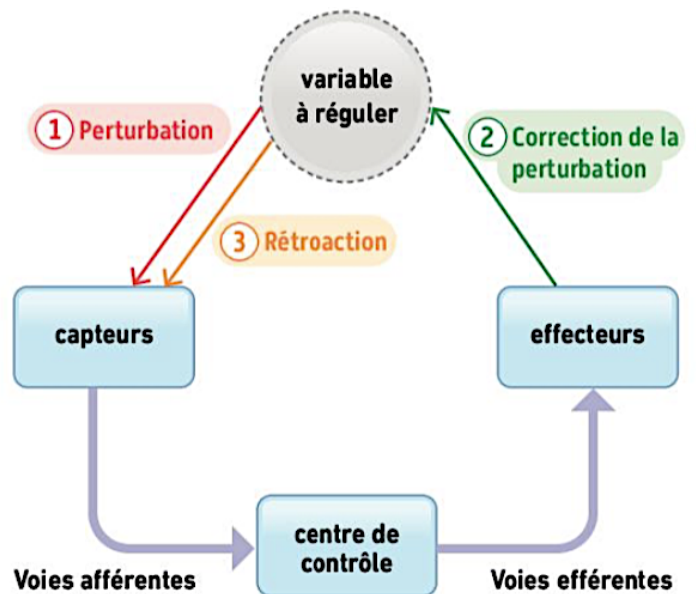 variable
à réguler
1 Perturbation
2 Correction de la
perturbation
3 Rétroaction
capteurs
effecteurs
centre de
contrôle
Voies afférentes
Voies efférentes